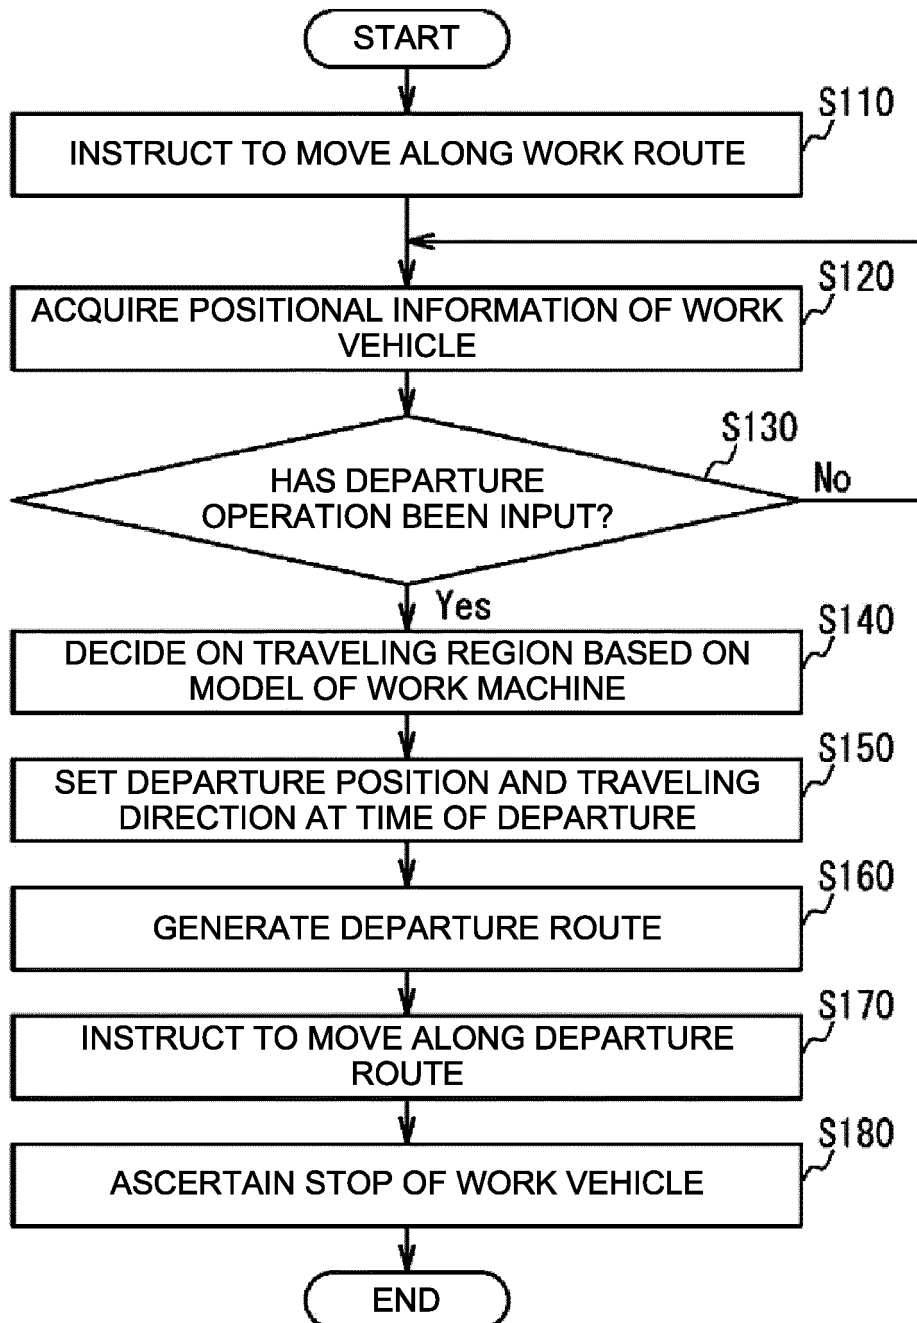 START
S110
INSTRUCT TO MOVE ALONG WORK ROUTE
S120
ACQUIRE POSITIONAL INFORMATION OF WORK
VEHICLE
S130
HAS DEPARTURE
OPERATION BEEN INPUT?
No
Yes
S140
DECIDE ON TRAVELING REGION BASED ON
MODEL OF WORK MACHINE
S150
SET DEPARTURE POSITION AND TRAVELING
DIRECTION AT TIME OF DEPARTURE
S160
GENERATE DEPARTURE ROUTE
S170
INSTRUCT TO MOVE ALONG DEPARTURE
ROUTE
S180
ASCERTAIN STOP OF WORK VEHICLE
END